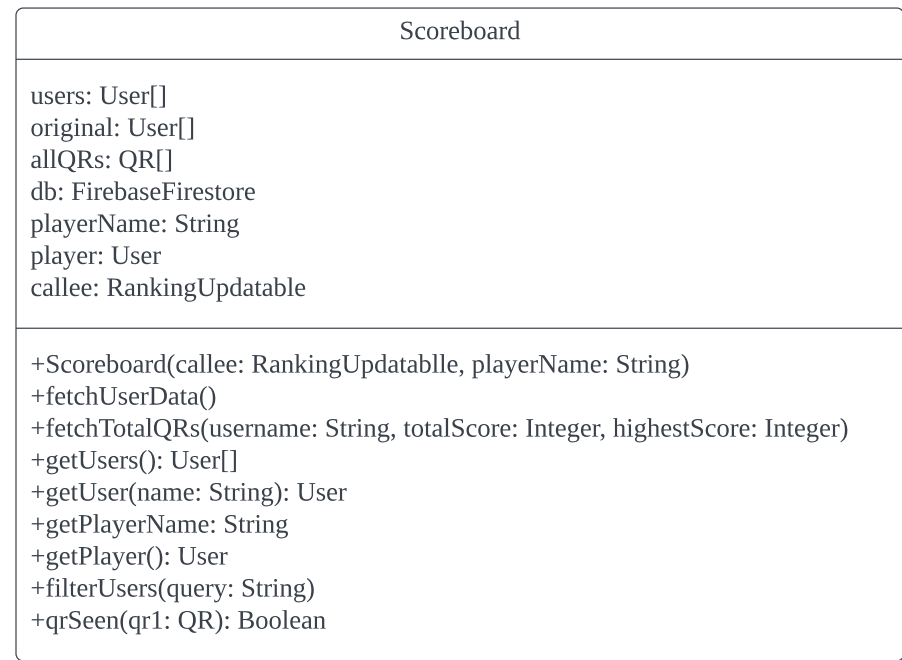 Scoreboard
users: User[]
original: User[]
allQRs: QR[]
db: FirebaseFirestore
playerName: String
player: User
callee: RankingUpdatable
+Scoreboard(callee: RankingUpdatablle, playerName: String)
+fetchUserData()
+fetchTotalQRs(username: String, totalScore: Integer, highestScore: Integer)
+getUsers(): User[]
+getUser(name: String): User
+getPlayerName: String
+getPlayer(): User
+filterUsers(query: String)
+qrSeen(qr1: QR): Boolean